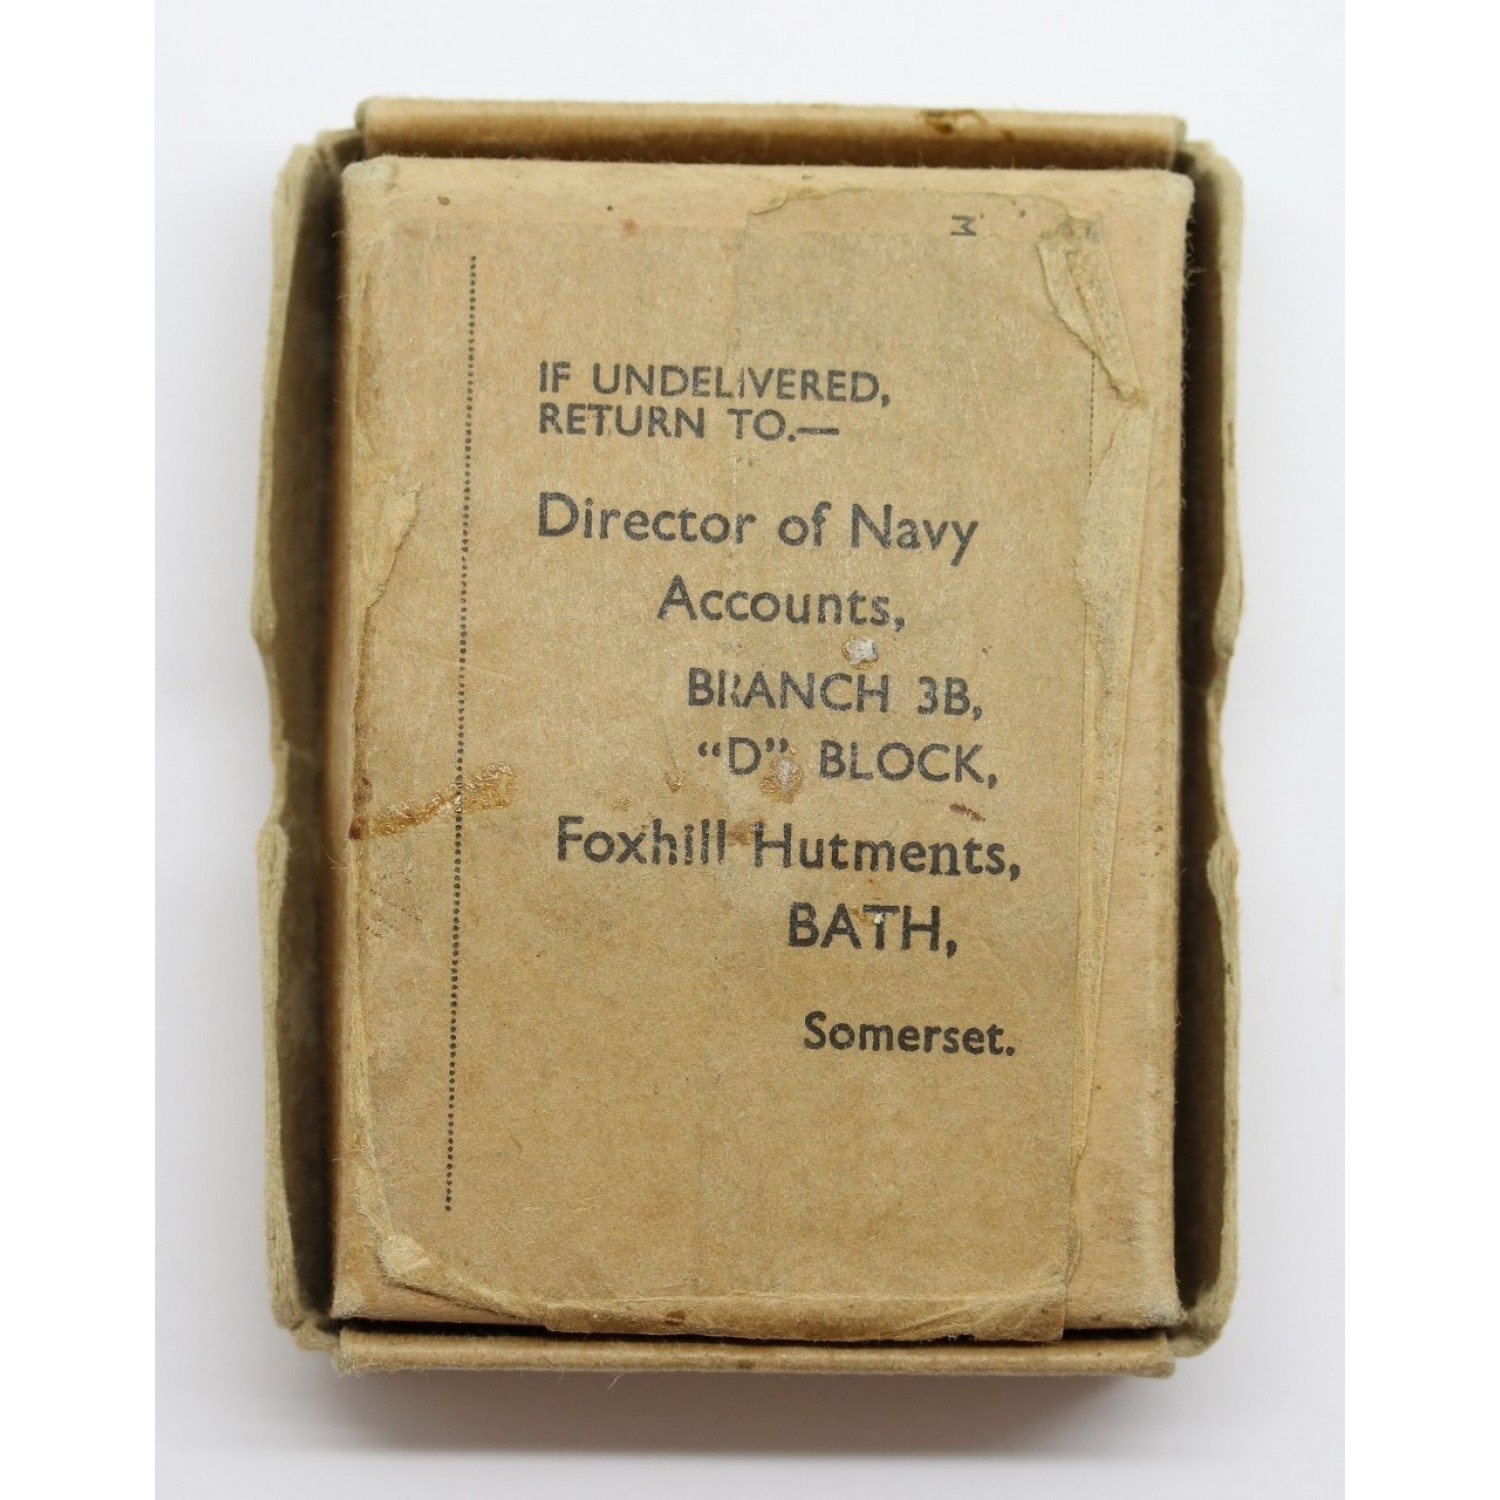 M
IF UNDELIVERED,
RETURN TO.—
Director of Navy
Accounts,
BRANCH 3B,
“D” BLOCK,
Foxhill Hutments,
BATH,
Somerset.